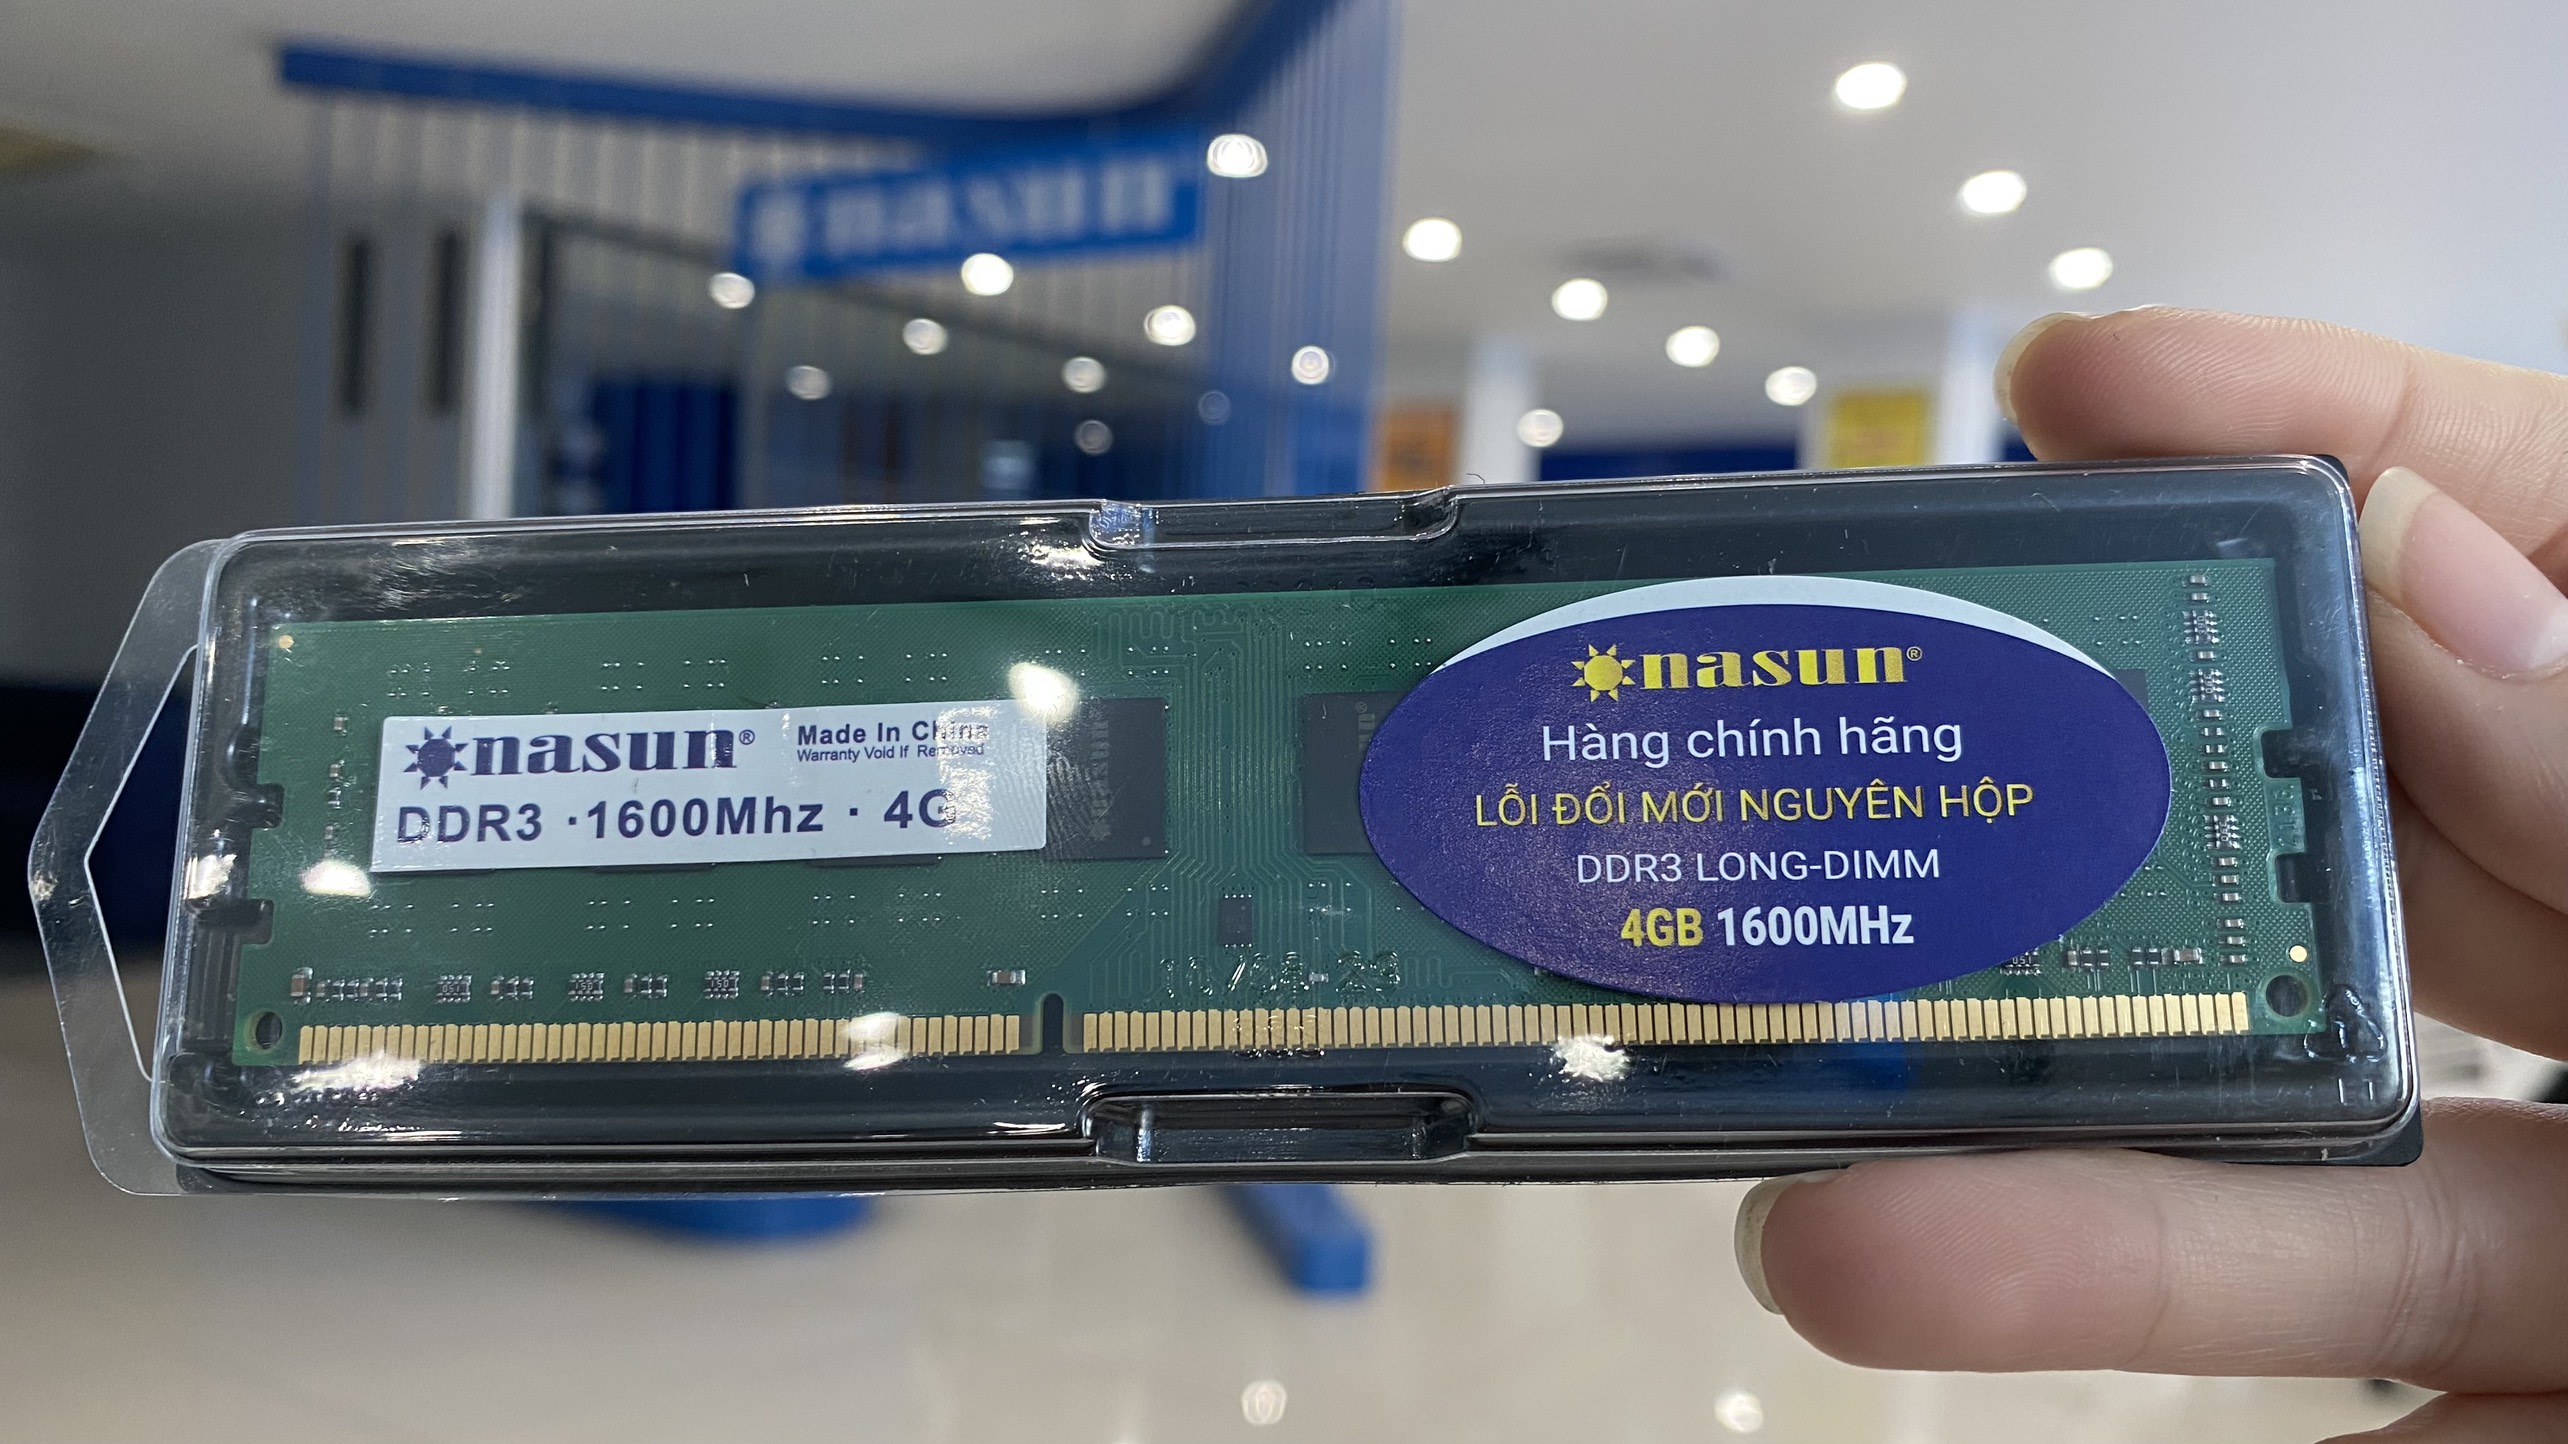 nasun
nasun®
Made In China
Warranty Void If Removed
DDR3 · 1600Mhz · 4G
nasun®
Hàng chính hãng
LỖI ĐỔI MỚI NGUYÊN HỘP
DDR3 LONG-DIMM
4GB 1600MHz
nasun